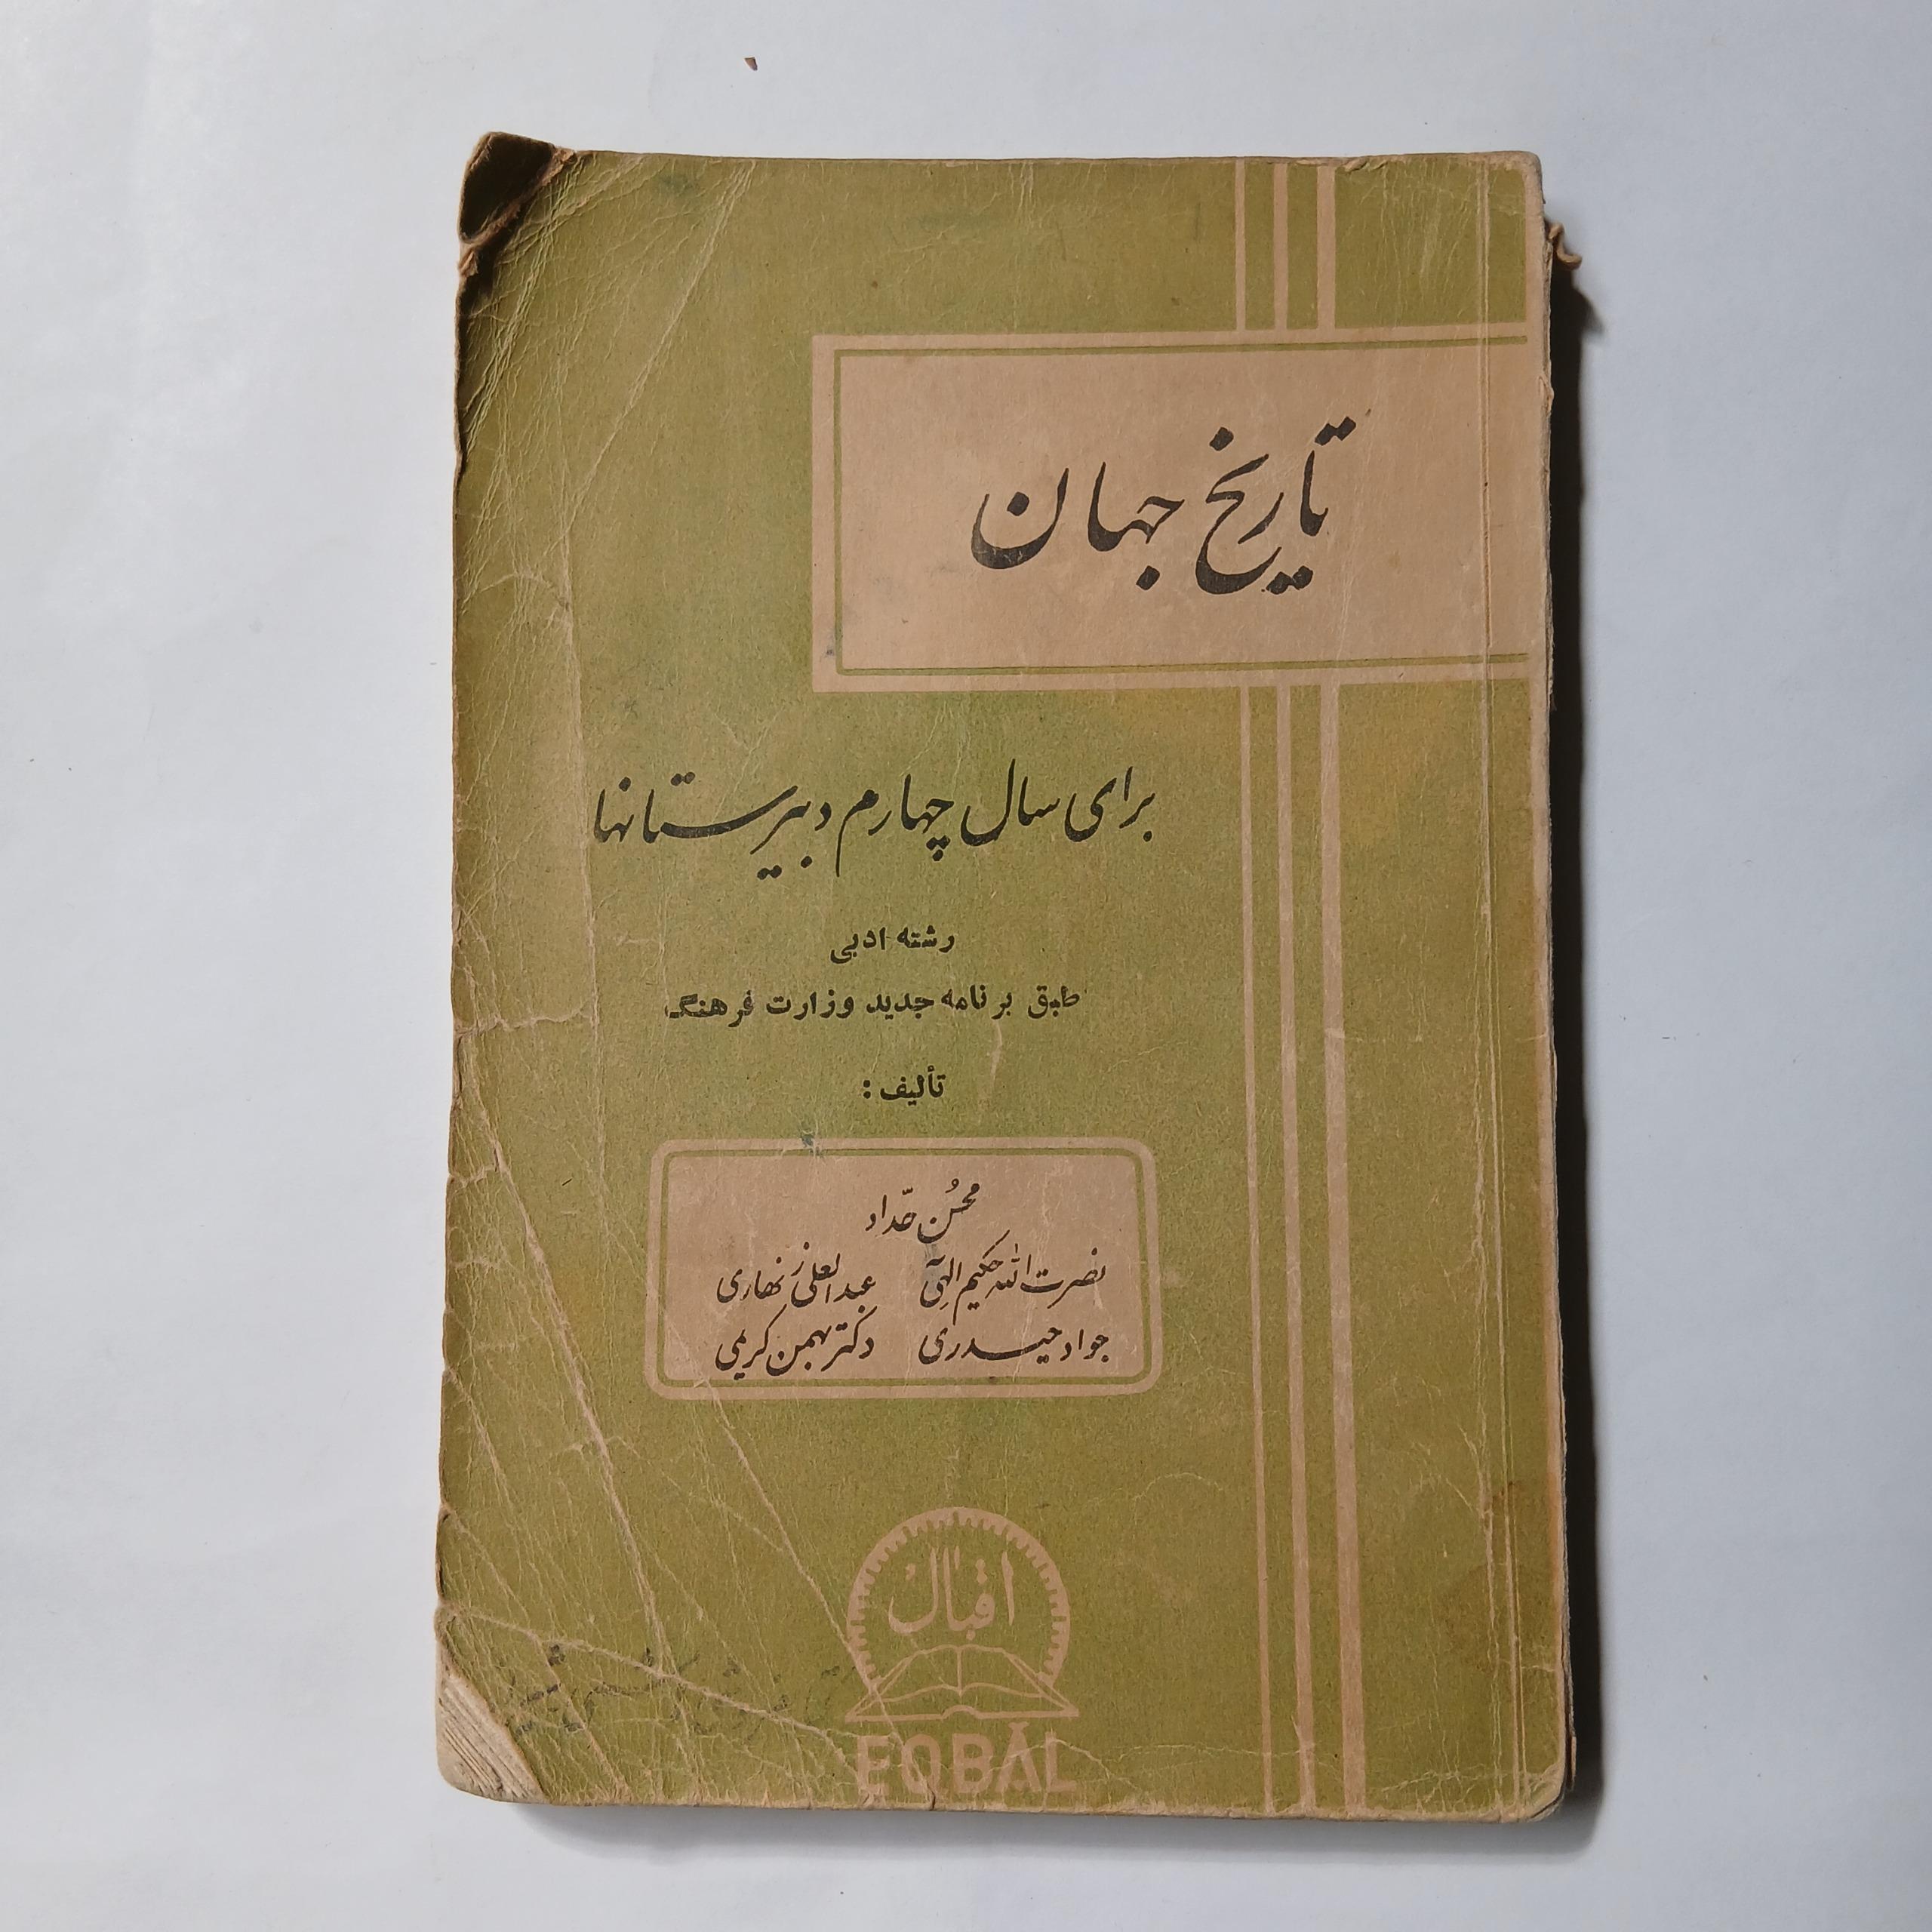 تاریخ جهان
برای سال چهارم دبیرستانها
رشته ادبی
طبق برنامه جدید وزارت فرهنگ
تألیف :
محسن حداد
نصرت الله حکیم الهی عبدالعلی زنهاری
جواد حیدری دکتر بهمن کریمی
اقبال
EQBAL